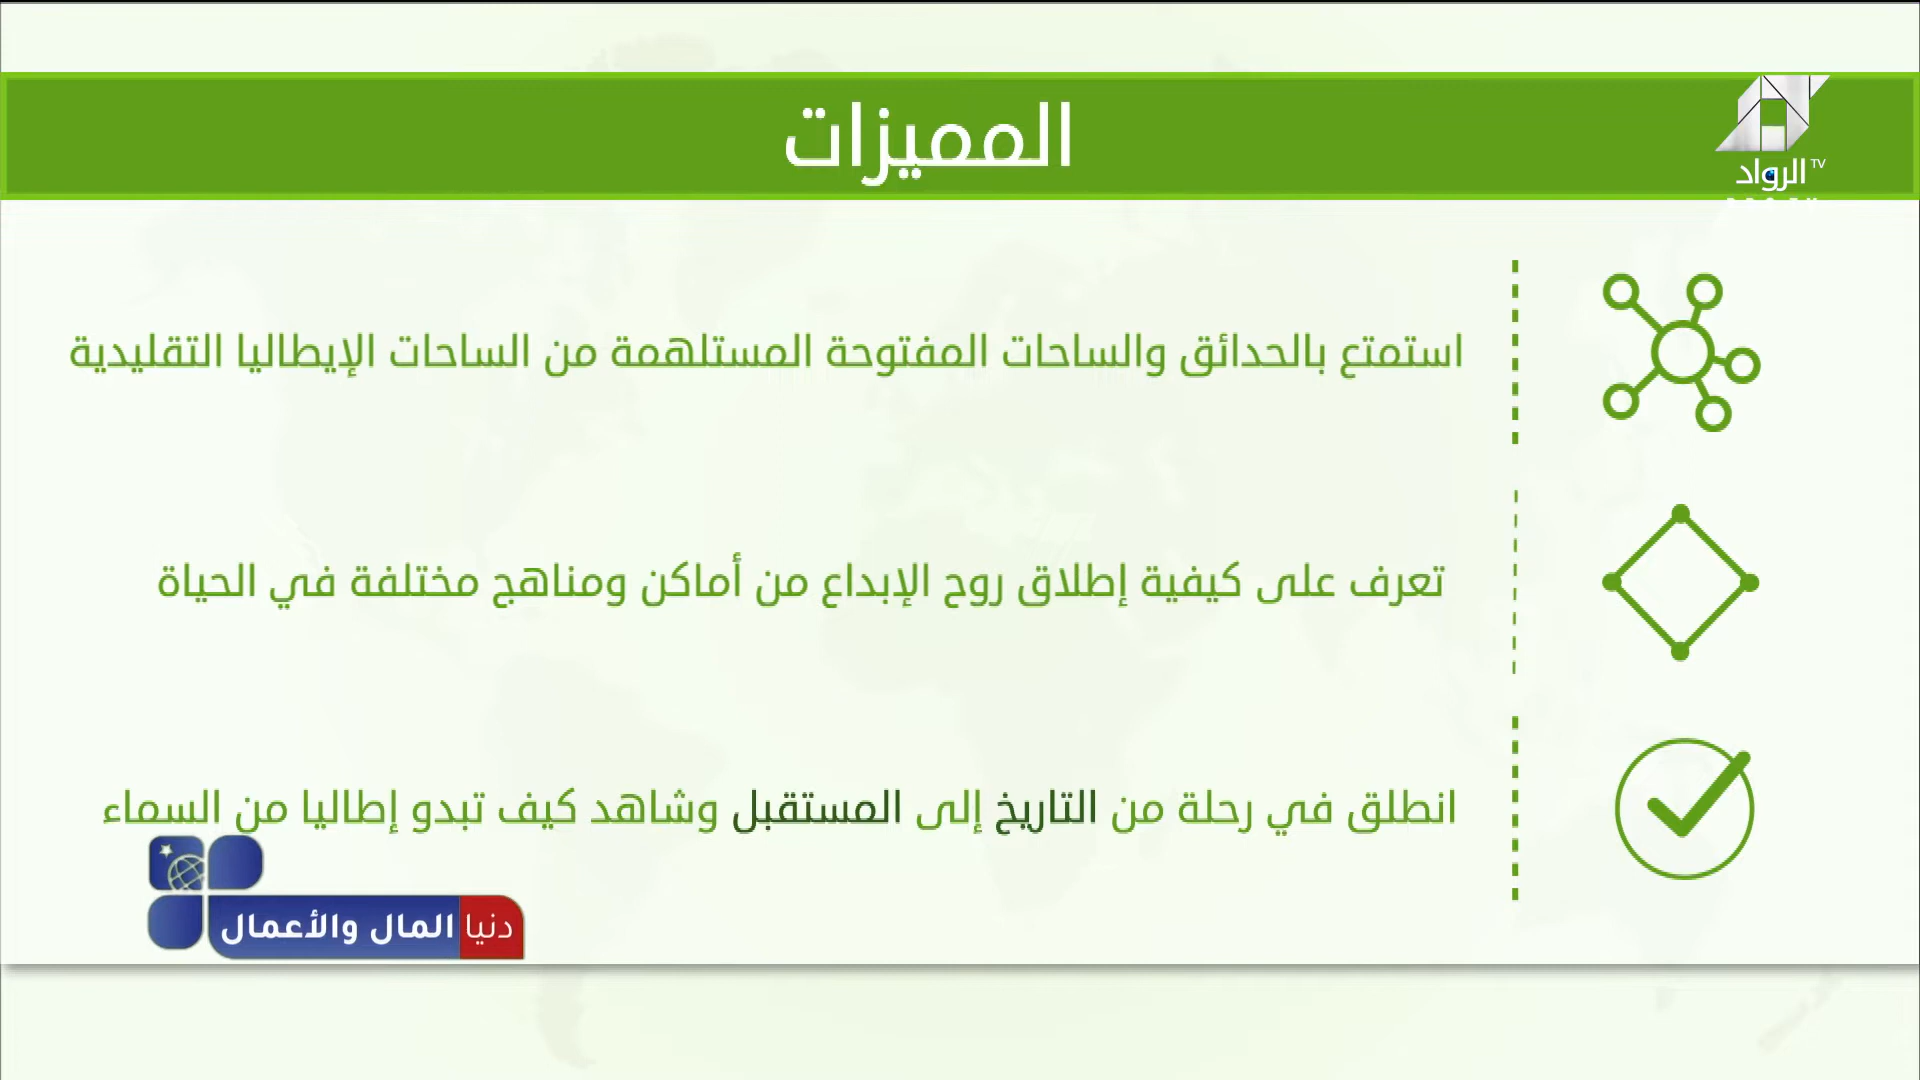 المميزات
الرواد TV
استمتع بالحدائق والساحات المفتوحة المستلهمة من الساحات الإيطاليا التقليدية
تعرف على كيفية إطلاق روح الإبداع من أماكن ومناهج مختلفة في الحياة
انطلق في رحلة من التاريخ إلى المستقبل وشاهد كيف تبدو إطاليا من السماء
دنيا المال والأعمال